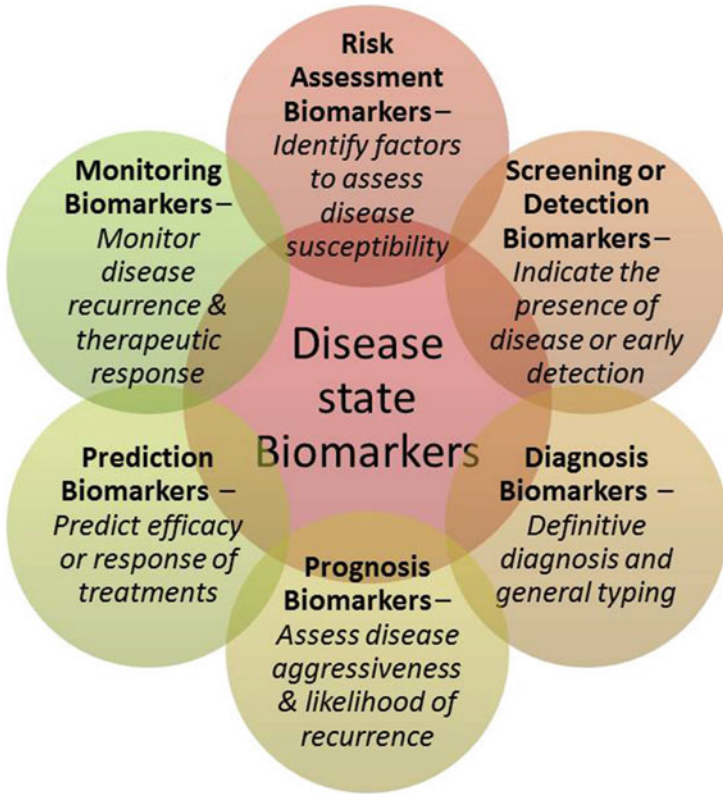 Risk
Assessment
Biomarkers–
Identify factors
to assess
disease
susceptibility
Screening or
Detection
Biomarkers–
Indicate the
presence of
disease or early
detection
Diagnosis
Biomarkers –
Definitive
diagnosis and
general typing
Prognosis
Biomarkers–
Assess disease
aggressiveness
& likelihood of
recurrence
Prediction
Biomarkers –
Predict efficacy
or response of
treatments
Monitoring
Biomarkers–
Monitor
disease
recurrence &
therapeutic
response
Disease
state
Biomarkers